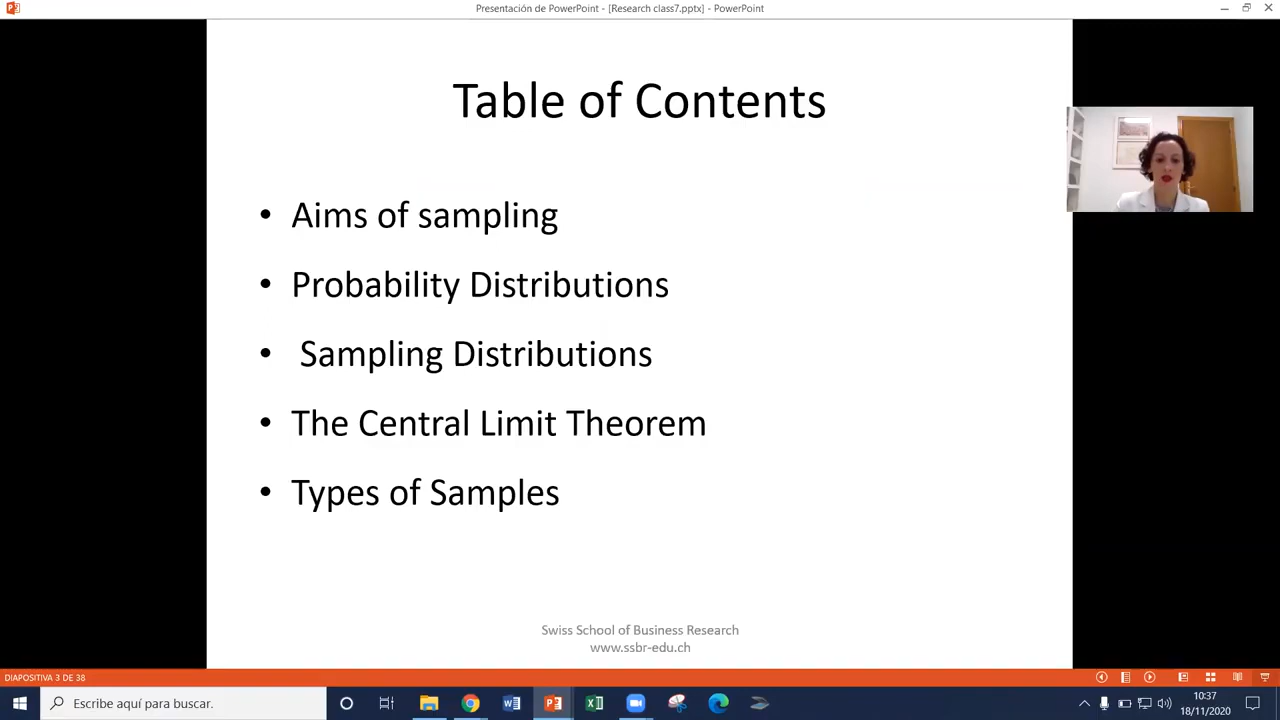 Presentación de PowerPoint - [Research class7.pptx] - PowerPoint
Table of Contents
• Aims of sampling
• Probability Distributions
• Sampling Distributions
• The Central Limit Theorem
• Types of Samples
Swiss School of Business Research
www.ssbr-edu.ch
DIAPOSITIVA 3 DE 38
Escribe aquí para buscar.
10:37
18/11/2020